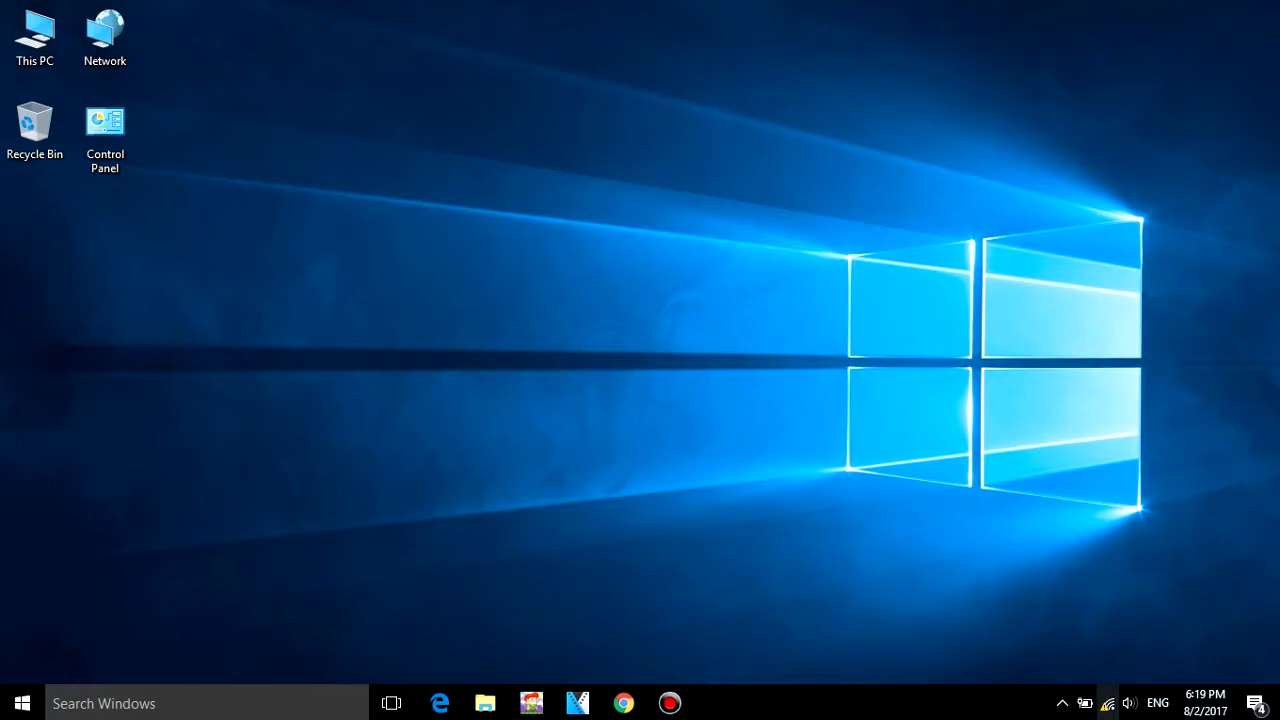 This PC
Network
Recycle Bin
Control
Panel
Search Windows
ENG
6:19 PM
8/2/2017
4